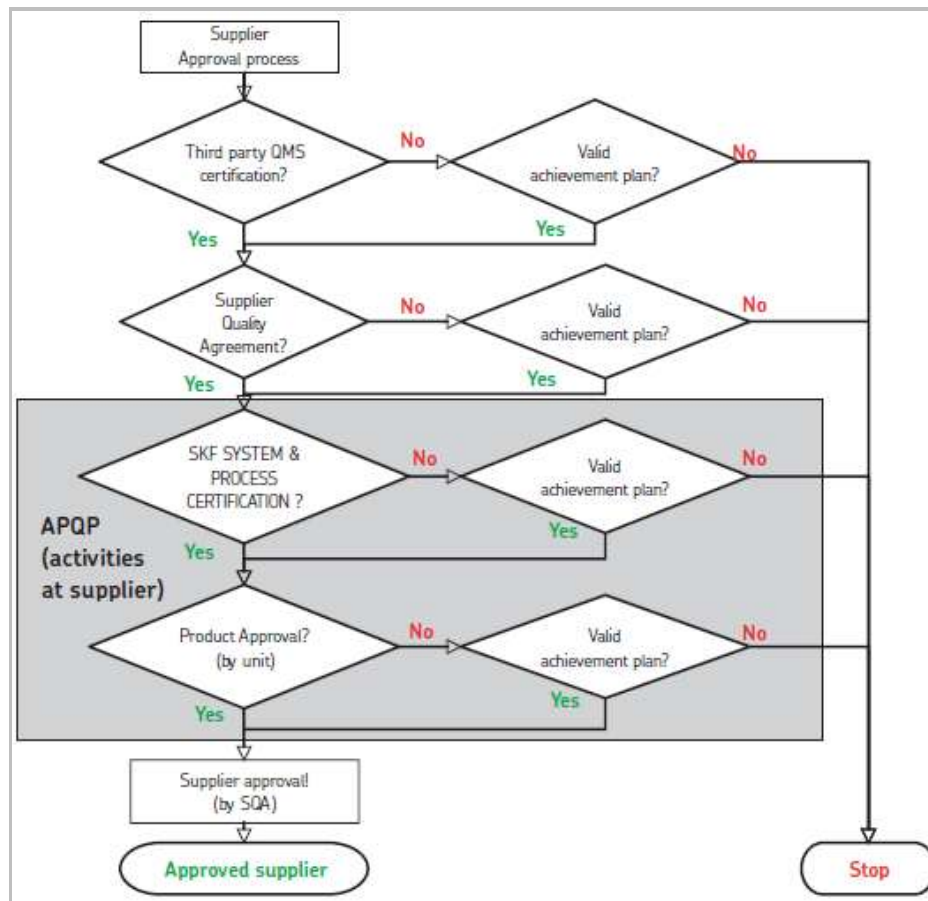 Supplier
Approval process
Third party QMS
certification?
No
Valid
achievement plan?
No
Yes
Yes
Supplier
Quality
Agreement?
No
Valid
achievement plan?
No
Yes
Yes
SKF SYSTEM &
PROCESS
CERTIFICATION ?
No
Valid
achievement plan?
No
APQP
(activities
at supplier)
Yes
Yes
Product Approval?
(by unit)
No
Valid
achievement plan?
No
Yes
Yes
Supplier approval!
(by SQA)
Approved supplier
Stop